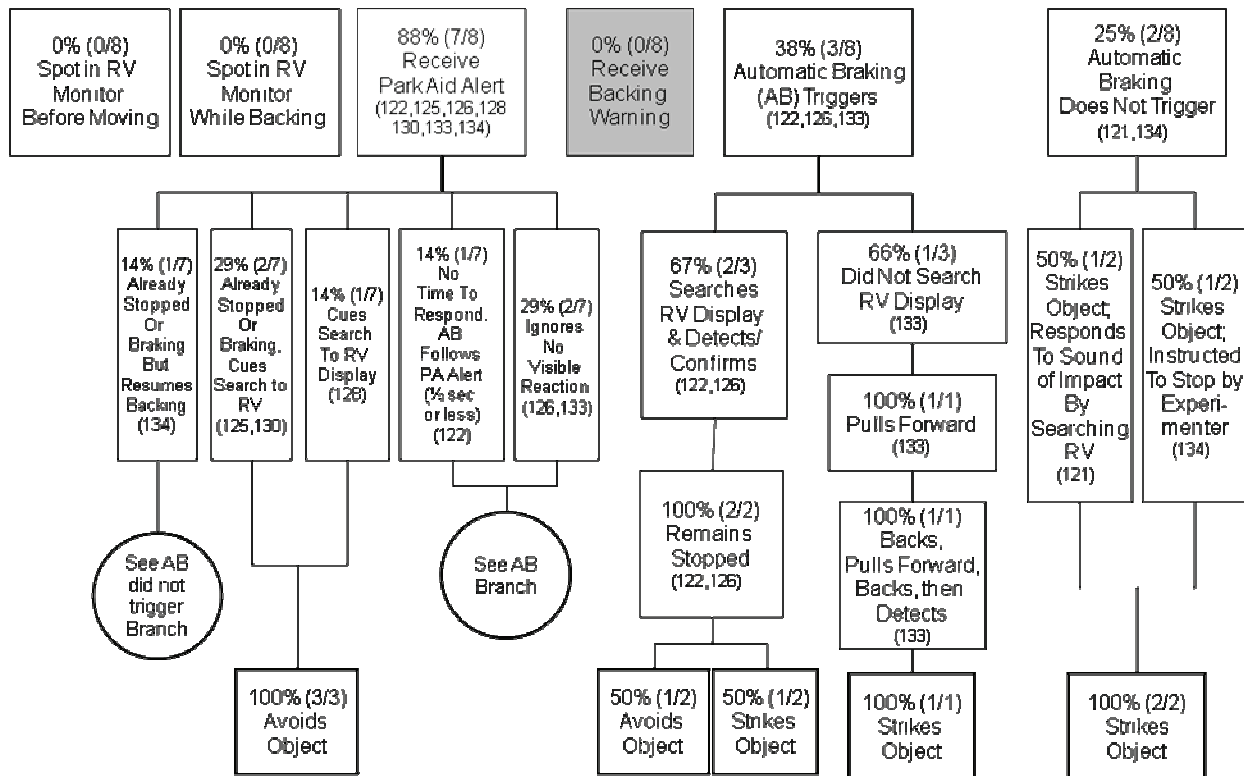 0% (0/8)
Spot in RV
Monitor
Before Moving
0% (0/8)
Spot in RV
Monitor
While Backing
88% (7/8)
Receive
Park Aid Alert
(122,125,126,128
130,133,134)
0% (0/8)
Receive
Backing
Warning
38% (3/8)
Automatic Braking
(AB) Triggers
(122,126,133)
25% (2/8)
Automatic
Braking
Does Not Trigger
(121,134)
14% (1/7)
Already
Stopped
Or
Braking
But
Resumes
Backing
(134)
29% (2/7)
Already
Stopped
Or
Braking.
Cues
Search to
RV
(125,130)
14% (1/7)
Cues
Search
To RV
Display
(128)
14% (1/7)
No
Time To
Respond.
AB
Follows
PA Alert
(½ sec
or less)
(122)
29% (2/7)
Ignores
No
Visible
Reaction
(126,133)
67% (2/3)
Searches
RV Display
& Detects/
Confirms
(122,126)
66% (1/3)
Did Not Search
RV Display
(133)
50% (1/2)
Strikes
Object;
Responds
To Sound
of Impact
By
Searching
RV
(121)
50% (1/2)
Strikes
Object;
Instructed
To Stop by
Experi-
menter
(134)
100% (1/1)
Pulls Forward
(133)
100% (2/2)
Remains
Stopped
(122,126)
100% (1/1)
Backs,
Pulls Forward,
Backs, then
Detects
(133)
See AB
did not
trigger
Branch
See AB
Branch
100% (3/3)
Avoids
Object
50% (1/2)
Avoids
Object
50% (1/2)
Strikes
Object
100% (1/1)
Strikes
Object
100% (2/2)
Strikes
Object